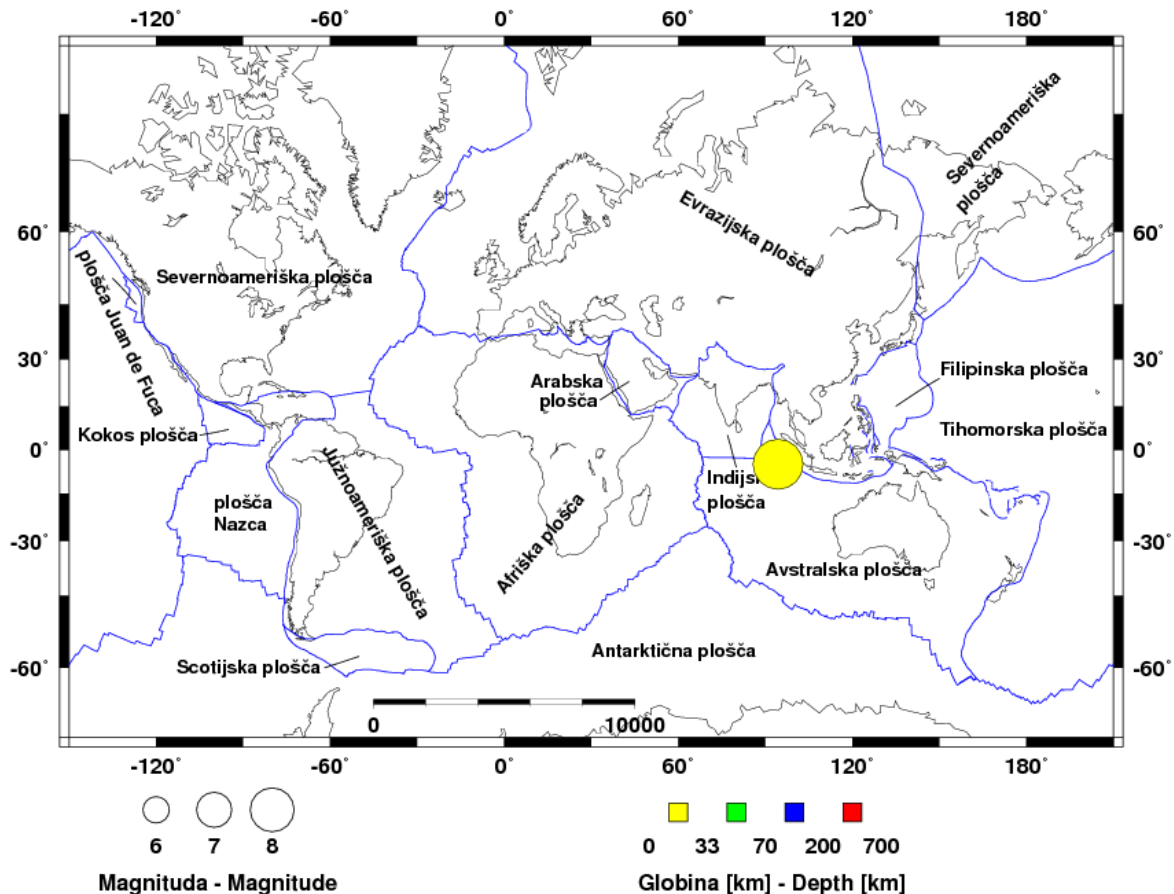 -120° -60° 0° 60° 120° 180°
Severnoameriška
plošča
Evrazijska plošča
60° 60°
plošča Juan de Fuca
Severnoameriška plošča
30° 30°
Arabska
plošča
Filipinska plošča
Kokos plošča
Tihomorska plošča
0° 0°
Južnoameriška plošča
Indijs
plošča
plošča
Nazca
Afriška plošča
-30° -30°
Avstralska plošča
Antarktična plošča
Scotijska plošča
-60° -60°
0 10000
-120° -60° 0° 60° 120° 180°
6 7 8
0 33 70 200 700
Magnituda - Magnitude
Globina [km] - Depth [km]